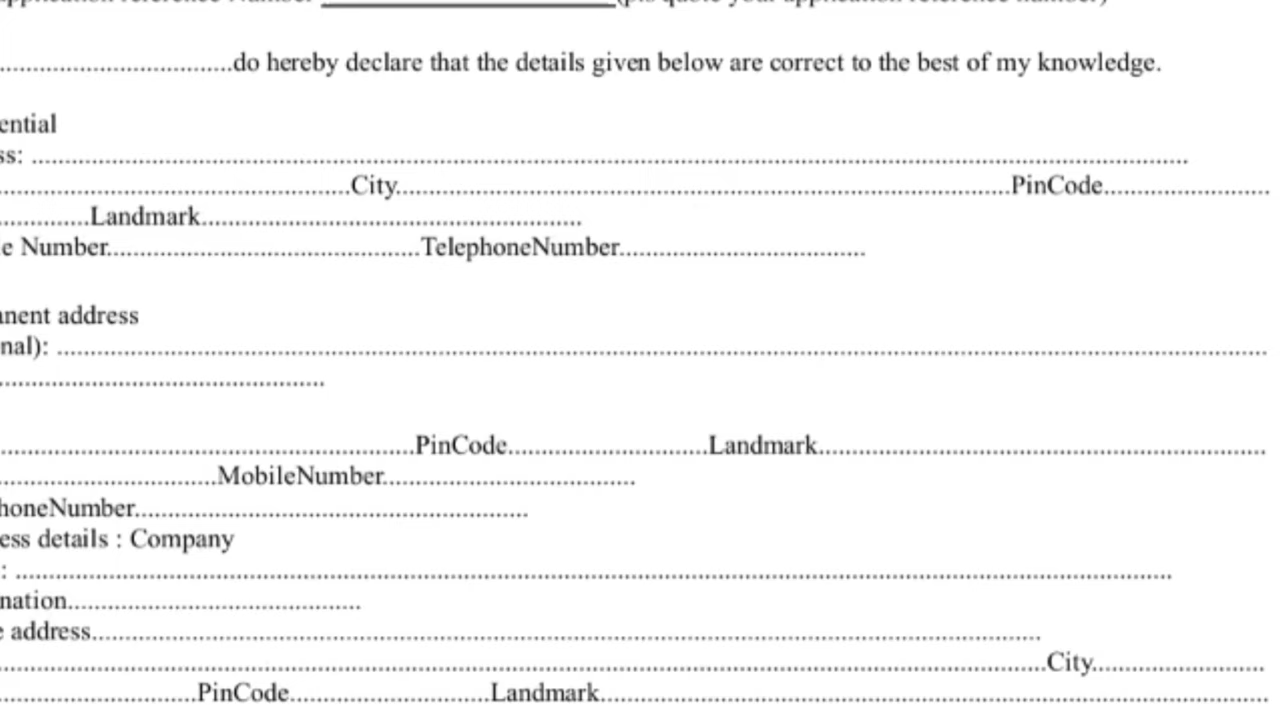 do hereby declare that the details given below are correct to the best of my knowledge.
ential
ss:
City PinCode
Landmark
e Number TelephoneNumber
anent address
nal):
PinCode Landmark
MobileNumber
honeNumber
ess details : Company
:
nation
e address
City
PinCode Landmark